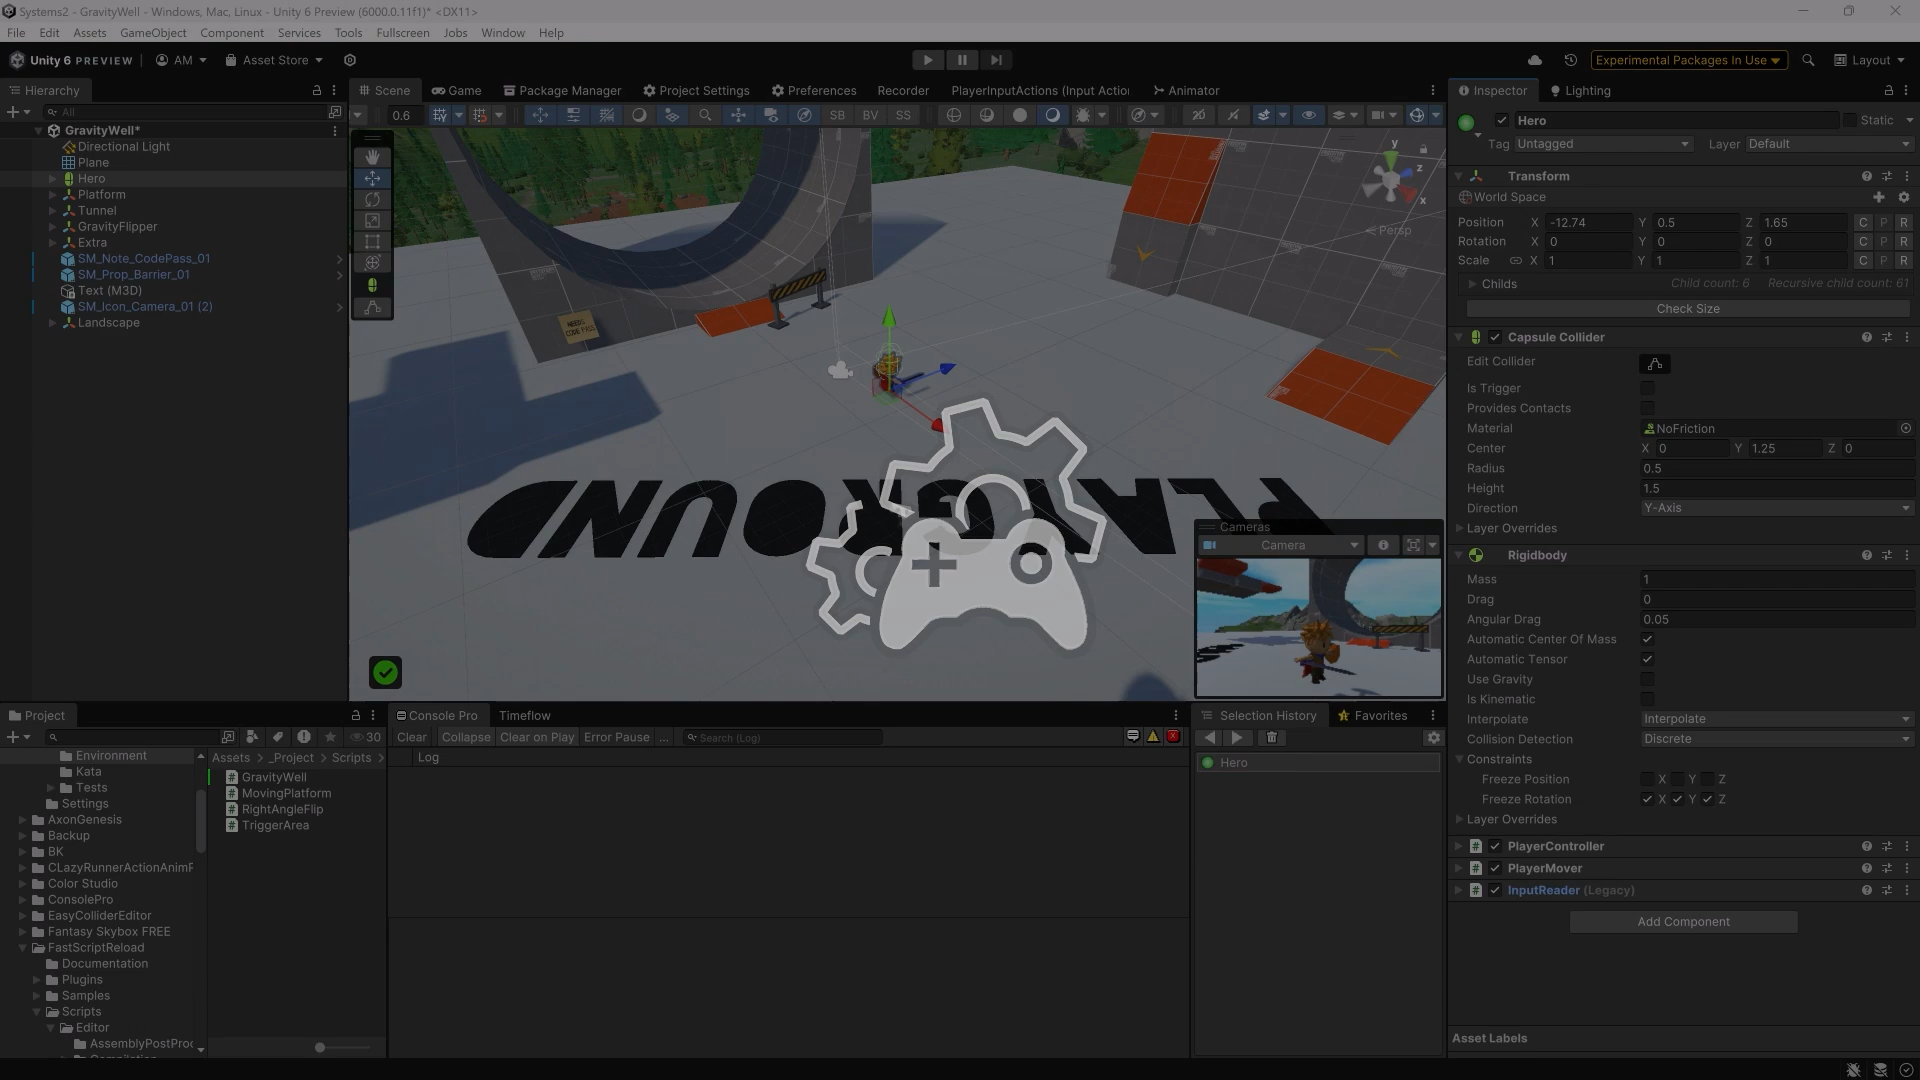 Systems2 - GravityWell - Windows, Mac, Linux - Unity 6 Preview (6000.0.11f1)* <DX11>
File Edit Assets GameObject Component Services Tools Fullscreen Jobs Window Help
Unity 6 PREVIEW AM Asset Store Experimental Packages In Use Layout
Hierarchy
All
GravityWell*
Directional Light
Plane
Hero
Platform
Tunnel
GravityFlipper
Extra
SM_Note_CodePass_01
SM_Prop_Barrier_01
Text (M3D)
SM_Icon_Camera_01 (2)
Landscape
Scene Game Package Manager Project Settings Preferences Recorder PlayerInputActions (Input Action Animator
0.6 SB BV SS 2D
y
z
x
Persp
NEEDS
CODE PASS
PLAYGROUND
Cameras
Camera
Inspector Lighting
Hero Static
Tag Untagged Layer Default
Transform
World Space
Position X -12.74 Y 0.5 Z 1.65 C P R
Rotation X 0 Y 0 Z 0 C P R
Scale X 1 Y 1 Z 1 C P R
Childs Child count: 6 Recursive child count: 61
Check Size
Capsule Collider
Edit Collider
Is Trigger
Provides Contacts
Material NoFriction
Center X 0 Y 1.25 Z 0
Radius 0.5
Height 1.5
Direction Y-Axis
Layer Overrides
Rigidbody
Mass 1
Drag 0
Angular Drag 0.05
Automatic Center Of Mass
Automatic Tensor
Use Gravity
Is Kinematic
Interpolate Interpolate
Collision Detection Discrete
Constraints
Freeze Position X Y Z
Freeze Rotation X Y Z
Layer Overrides
PlayerController
PlayerMover
InputReader (Legacy)
Add Component
Asset Labels
Project
30
Environment
Kata
Tests
Settings
AxonGenesis
Backup
BK
CLazyRunnerActionAnimF
Color Studio
ConsolePro
EasyColliderEditor
Fantasy Skybox FREE
FastScriptReload
Documentation
Plugins
Samples
Scripts
Editor
AssemblyPostProc
Compilation
Assets > _Project > Scripts >
GravityWell
MovingPlatform
RightAngleFlip
TriggerArea
Console Pro Timeflow
Clear Collapse Clear on Play Error Pause ... Search (Log)
Log
Selection History Favorites
Hero